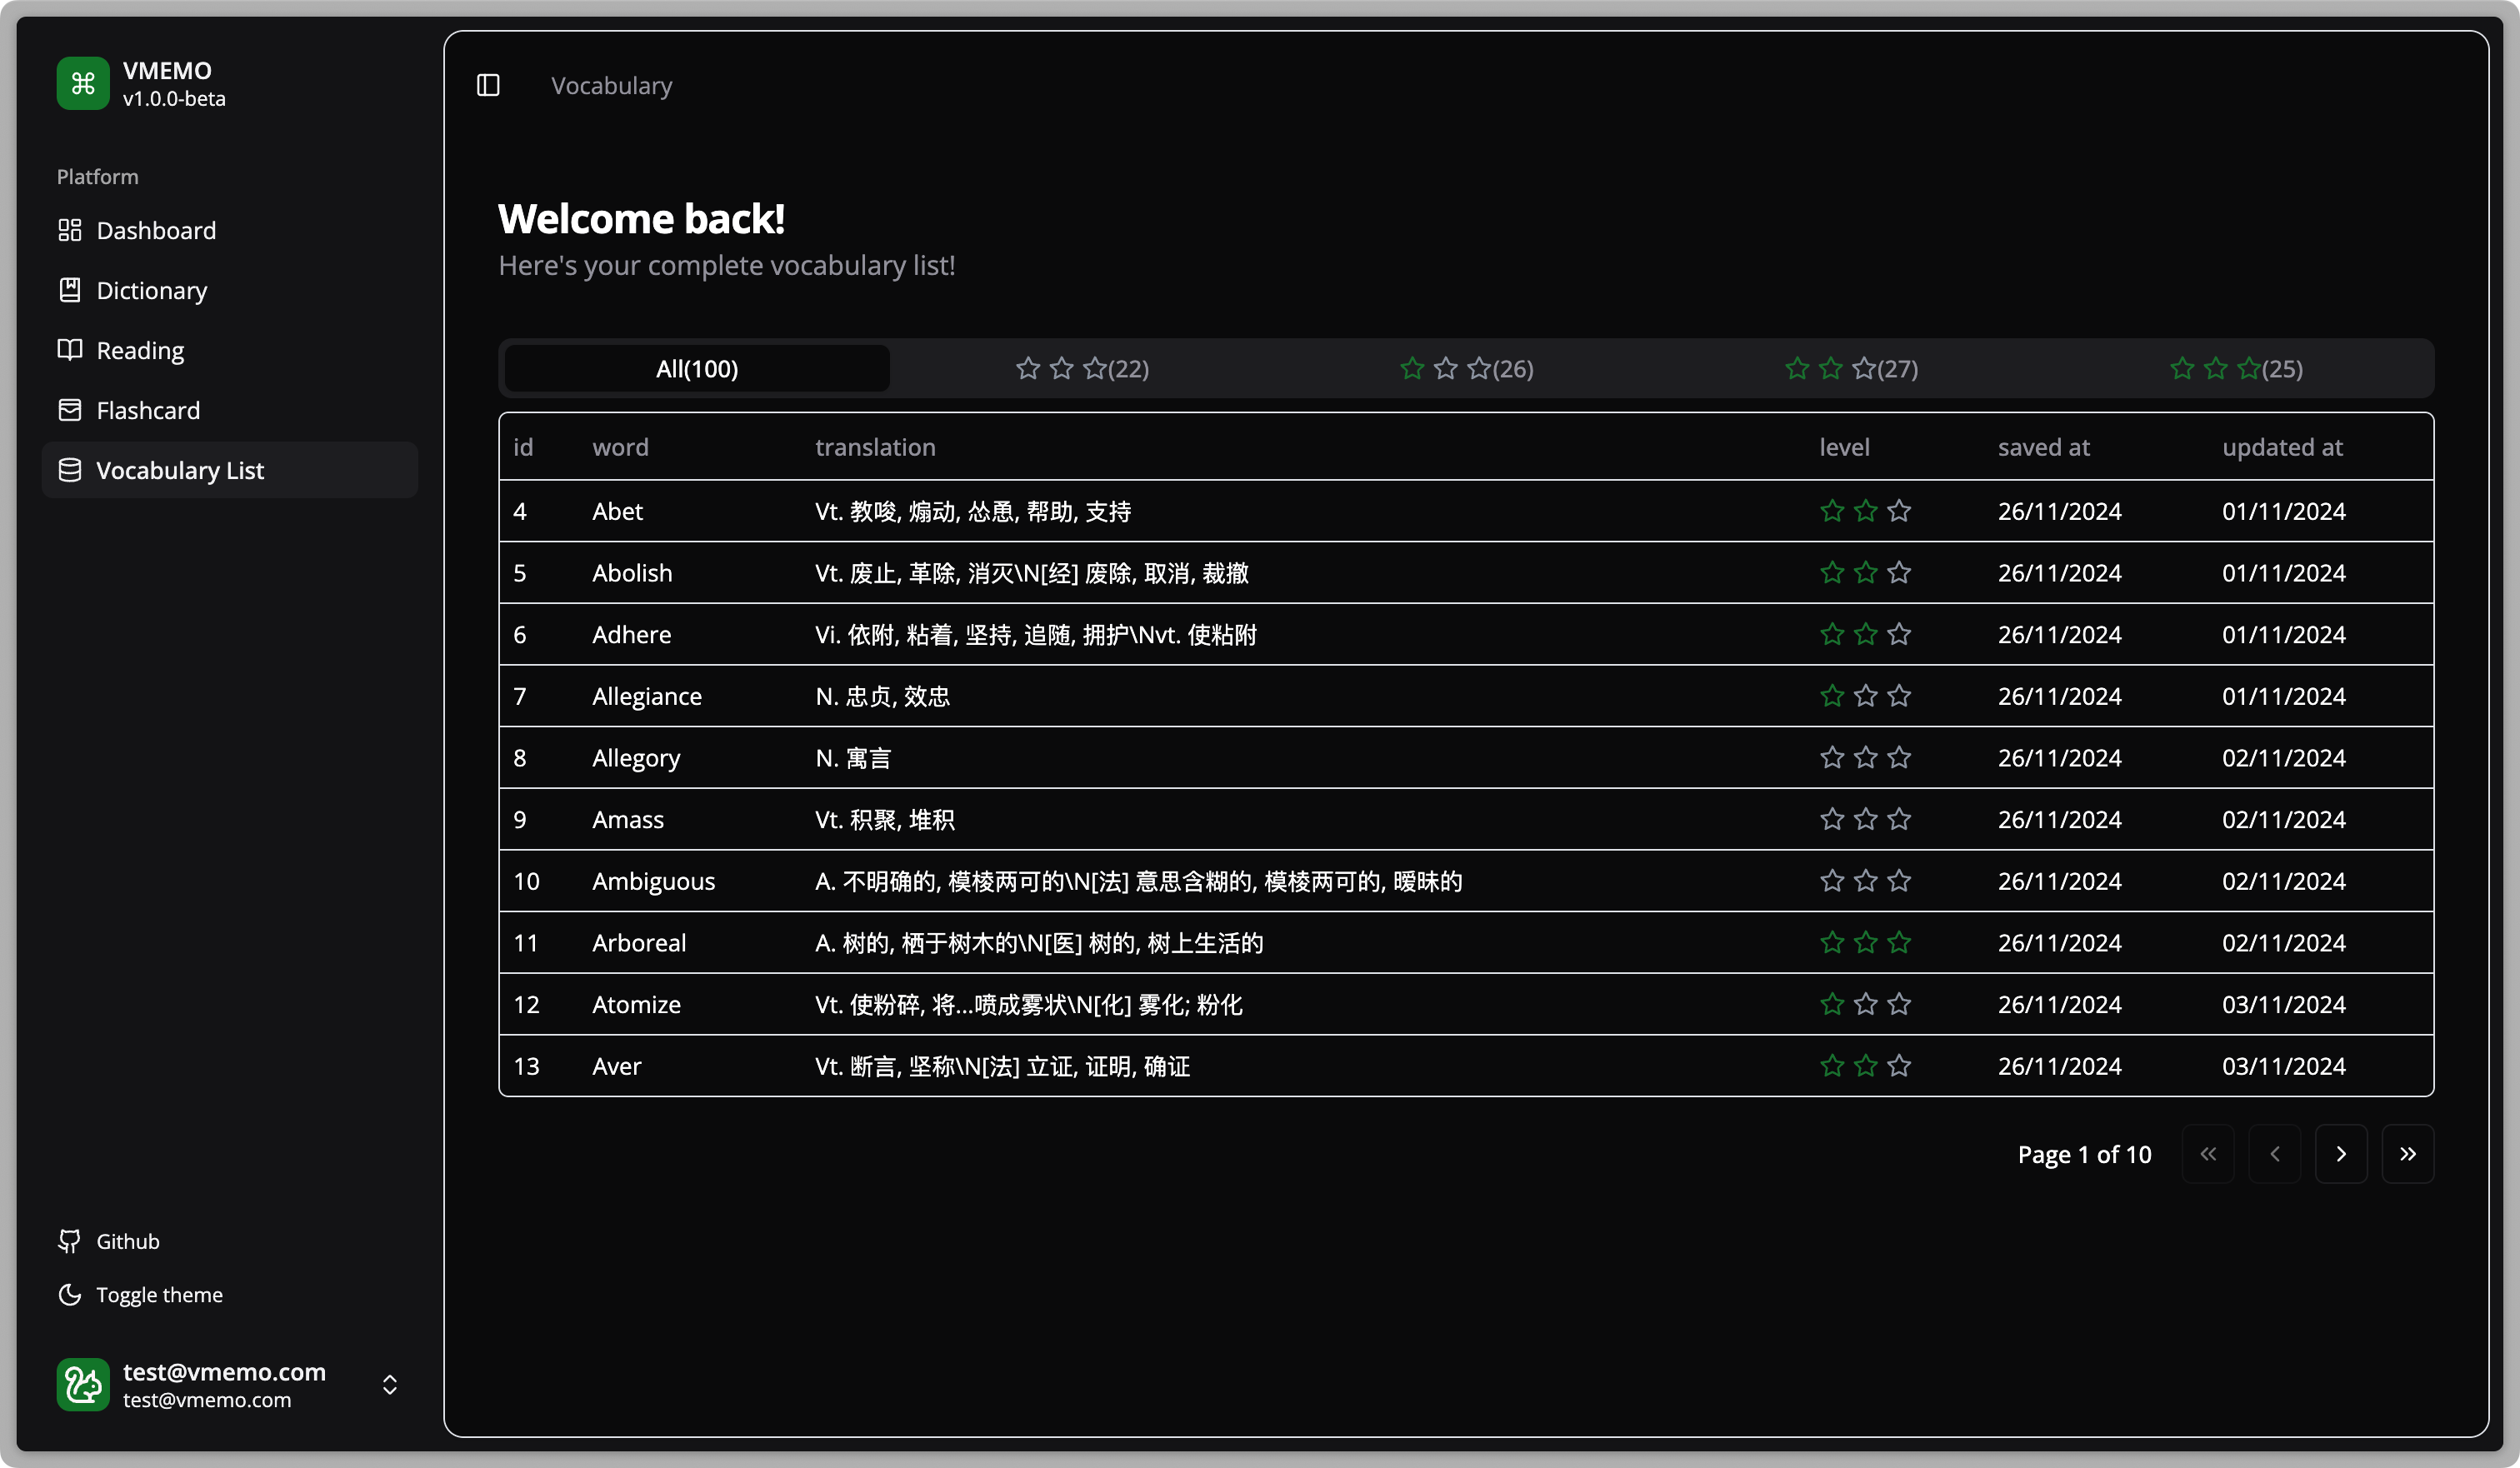 VMEMO
v1.0.0-beta
Platform
Dashboard
Dictionary
Reading
Flashcard
Vocabulary List
Github
Toggle theme
test@vmemo.com
test@vmemo.com
Vocabulary
Welcome back!
Here's your complete vocabulary list!
All(100) (22) (26) (27) (25)
id word translation level saved at updated at
4 Abet Vt. 教唆, 煽动, 怂恿, 帮助, 支持 26/11/2024 01/11/2024
5 Abolish Vt. 废止, 革除, 消灭\N[经] 废除, 取消, 裁撤 26/11/2024 01/11/2024
6 Adhere Vi. 依附, 粘着, 坚持, 追随, 拥护\Nvt. 使粘附 26/11/2024 01/11/2024
7 Allegiance N. 忠贞, 效忠 26/11/2024 01/11/2024
8 Allegory N. 寓言 26/11/2024 02/11/2024
9 Amass Vt. 积聚, 堆积 26/11/2024 02/11/2024
10 Ambiguous A. 不明确的, 模棱两可的\N[法] 意思含糊的, 模棱两可的, 暧昧的 26/11/2024 02/11/2024
11 Arboreal A. 树的, 栖于树木的\N[医] 树的, 树上生活的 26/11/2024 02/11/2024
12 Atomize Vt. 使粉碎, 将...喷成雾状\N[化] 雾化; 粉化 26/11/2024 03/11/2024
13 Aver Vt. 断言, 坚称\N[法] 立证, 证明, 确证 26/11/2024 03/11/2024
Page 1 of 10